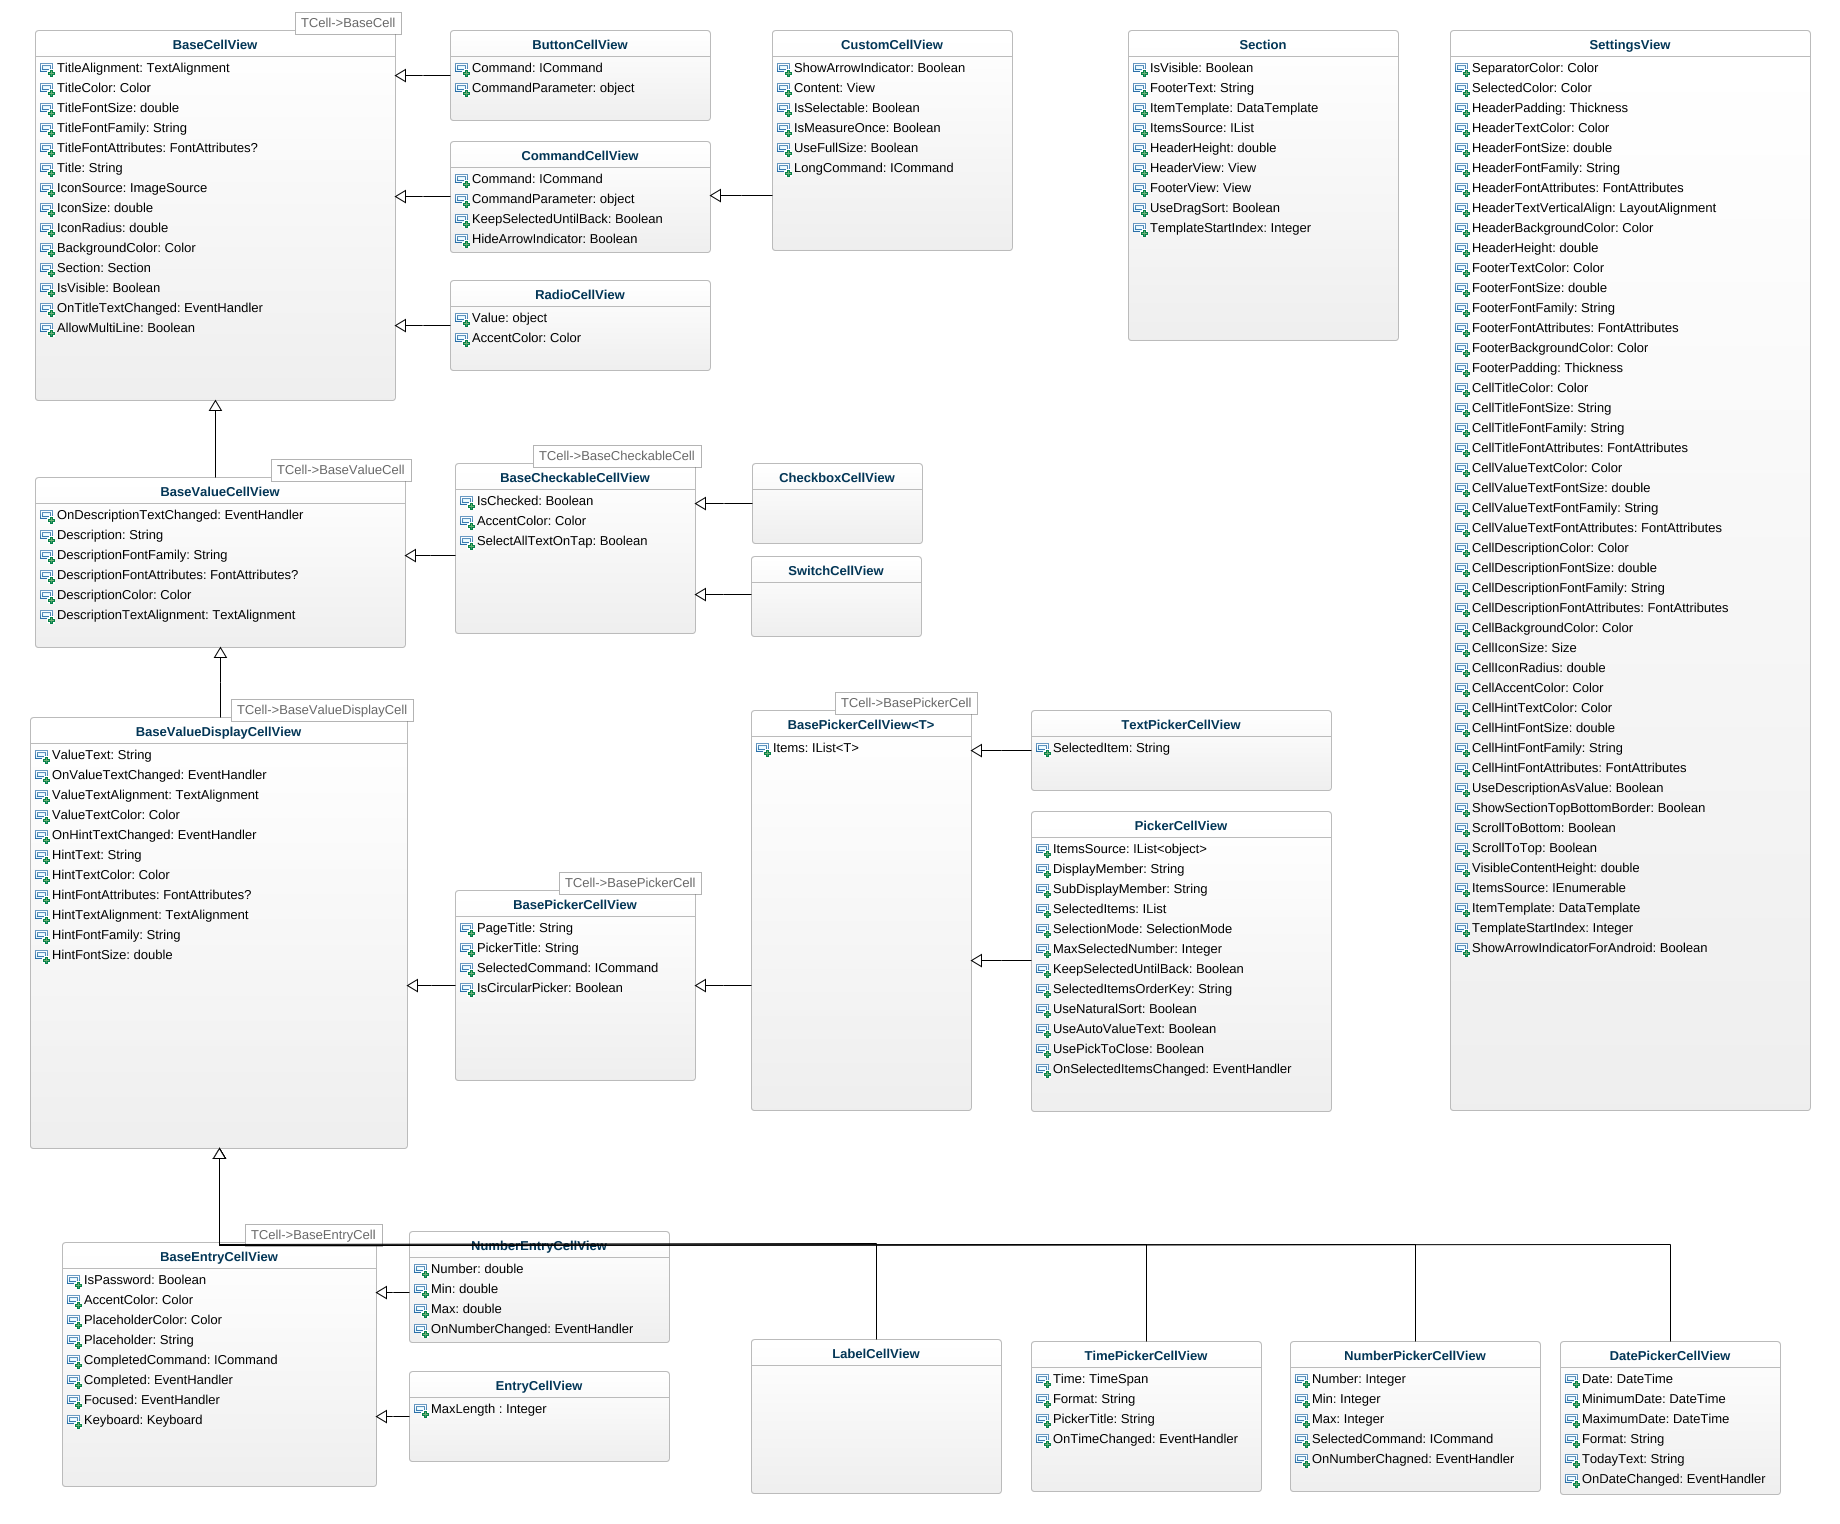 TCell->BaseCell
BaseCellView
TitleAlignment: TextAlignment
TitleColor: Color
TitleFontSize: double
TitleFontFamily: String
TitleFontAttributes: FontAttributes?
Title: String
IconSource: ImageSource
IconSize: double
IconRadius: double
BackgroundColor: Color
Section: Section
IsVisible: Boolean
OnTitleTextChanged: EventHandler
AllowMultiLine: Boolean
ButtonCellView
Command: ICommand
CommandParameter: object
CommandCellView
Command: ICommand
CommandParameter: object
KeepSelectedUntilBack: Boolean
HideArrowIndicator: Boolean
RadioCellView
Value: object
AccentColor: Color
CustomCellView
ShowArrowIndicator: Boolean
Content: View
IsSelectable: Boolean
IsMeasureOnce: Boolean
UseFullSize: Boolean
LongCommand: ICommand
Section
IsVisible: Boolean
FooterText: String
ItemTemplate: DataTemplate
ItemsSource: IList
HeaderHeight: double
HeaderView: View
FooterView: View
UseDragSort: Boolean
TemplateStartIndex: Integer
SettingsView
SeparatorColor: Color
SelectedColor: Color
HeaderPadding: Thickness
HeaderTextColor: Color
HeaderFontSize: double
HeaderFontFamily: String
HeaderFontAttributes: FontAttributes
HeaderTextVerticalAlign: LayoutAlignment
HeaderBackgroundColor: Color
HeaderHeight: double
FooterTextColor: Color
FooterFontSize: double
FooterFontFamily: String
FooterFontAttributes: FontAttributes
FooterBackgroundColor: Color
FooterPadding: Thickness
CellTitleColor: Color
CellTitleFontSize: String
CellTitleFontFamily: String
CellTitleFontAttributes: FontAttributes
CellValueTextColor: Color
CellValueTextFontSize: double
CellValueTextFontFamily: String
CellValueTextFontAttributes: FontAttributes
CellDescriptionColor: Color
CellDescriptionFontSize: double
CellDescriptionFontFamily: String
CellDescriptionFontAttributes: FontAttributes
CellBackgroundColor: Color
CellIconSize: Size
CellIconRadius: double
CellAccentColor: Color
CellHintTextColor: Color
CellHintFontSize: double
CellHintFontFamily: String
CellHintFontAttributes: FontAttributes
UseDescriptionAsValue: Boolean
ShowSectionTopBottomBorder: Boolean
ScrollToBottom: Boolean
ScrollToTop: Boolean
VisibleContentHeight: double
ItemsSource: IEnumerable
ItemTemplate: DataTemplate
TemplateStartIndex: Integer
ShowArrowIndicatorForAndroid: Boolean
TCell->BaseValueCell
BaseValueCellView
OnDescriptionTextChanged: EventHandler
Description: String
DescriptionFontFamily: String
DescriptionFontAttributes: FontAttributes?
DescriptionColor: Color
DescriptionTextAlignment: TextAlignment
TCell->BaseCheckableCell
BaseCheckableCellView
IsChecked: Boolean
AccentColor: Color
SelectAllTextOnTap: Boolean
CheckboxCellView
SwitchCellView
TCell->BaseValueDisplayCell
BaseValueDisplayCellView
ValueText: String
OnValueTextChanged: EventHandler
ValueTextAlignment: TextAlignment
ValueTextColor: Color
OnHintTextChanged: EventHandler
HintText: String
HintTextColor: Color
HintFontAttributes: FontAttributes?
HintTextAlignment: TextAlignment
HintFontFamily: String
HintFontSize: double
TCell->BasePickerCell
BasePickerCellView
PageTitle: String
PickerTitle: String
SelectedCommand: ICommand
IsCircularPicker: Boolean
TCell->BasePickerCell
BasePickerCellView<T>
Items: IList<T>
TextPickerCellView
SelectedItem: String
PickerCellView
ItemsSource: IList<object>
DisplayMember: String
SubDisplayMember: String
SelectedItems: IList
SelectionMode: SelectionMode
MaxSelectedNumber: Integer
KeepSelectedUntilBack: Boolean
SelectedItemsOrderKey: String
UseNaturalSort: Boolean
UseAutoValueText: Boolean
UsePickToClose: Boolean
OnSelectedItemsChanged: EventHandler
TCell->BaseEntryCell
BaseEntryCellView
IsPassword: Boolean
AccentColor: Color
PlaceholderColor: Color
Placeholder: String
CompletedCommand: ICommand
Completed: EventHandler
Focused: EventHandler
Keyboard: Keyboard
NumberEntryCellView
Number: double
Min: double
Max: double
OnNumberChanged: EventHandler
EntryCellView
MaxLength : Integer
LabelCellView
TimePickerCellView
Time: TimeSpan
Format: String
PickerTitle: String
OnTimeChanged: EventHandler
NumberPickerCellView
Number: Integer
Min: Integer
Max: Integer
SelectedCommand: ICommand
OnNumberChagned: EventHandler
DatePickerCellView
Date: DateTime
MinimumDate: DateTime
MaximumDate: DateTime
Format: String
TodayText: String
OnDateChanged: EventHandler